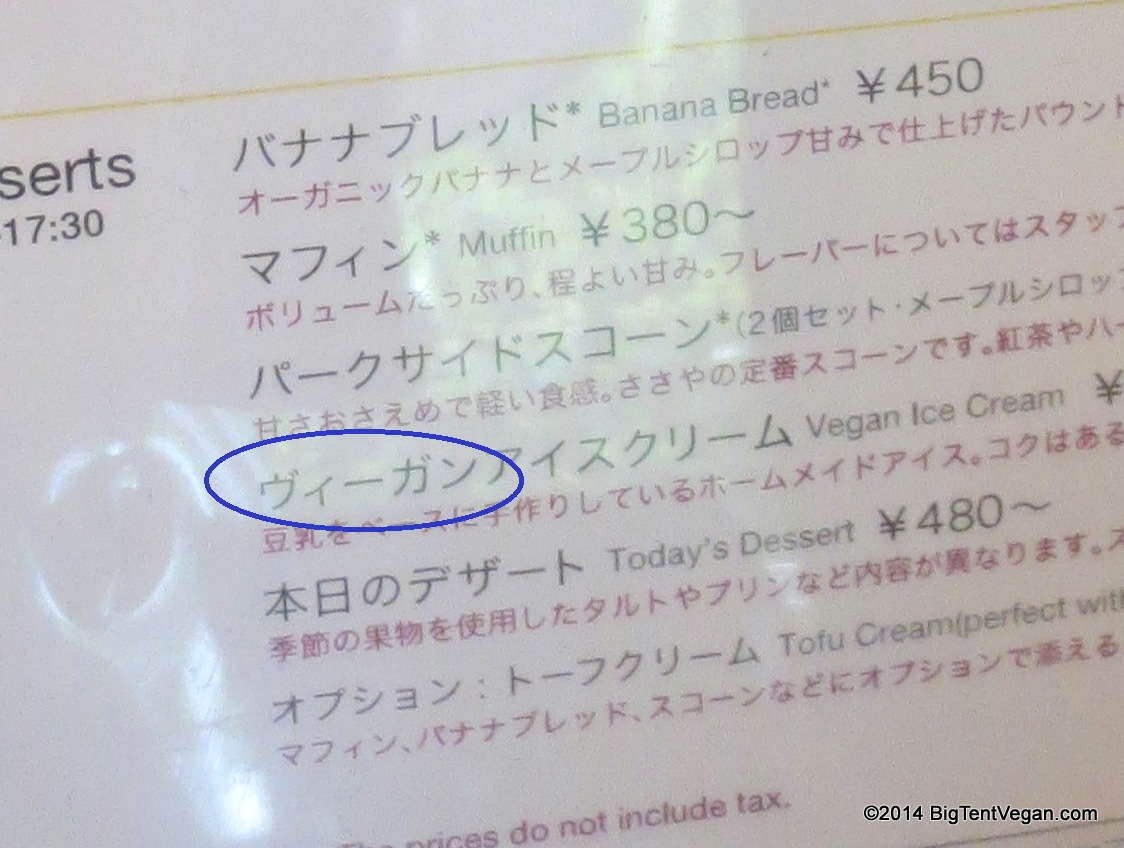 serts
-17:30
バナナブレッド* Banana Bread* ¥450
オーガニックバナナとメープルシロップ甘みで仕上げたパウンド
マフィン* Muffin ¥380〜
ボリュームたっぷり、程よい甘み。フレーバーについてはスタッフ
パークサイドスコーン*(2個セット・メープルシロップ
甘さおさえめで軽い食感。ささやの定番スコーンです。紅茶やハー
ヴィーガンアイスクリーム Vegan Ice Cream ¥
豆乳をベースに手作りしているホームメイドアイス。コクはある
本日のデザート Today's Dessert ¥480〜
季節の果物を使用したタルトやプリンなど内容が異なります。ス
オプション : トーフクリーム Tofu Cream(perfect with
マフィン、バナナブレッド、スコーンなどにオプションで添える
The prices do not include tax.
©2014 BigTentVegan.com